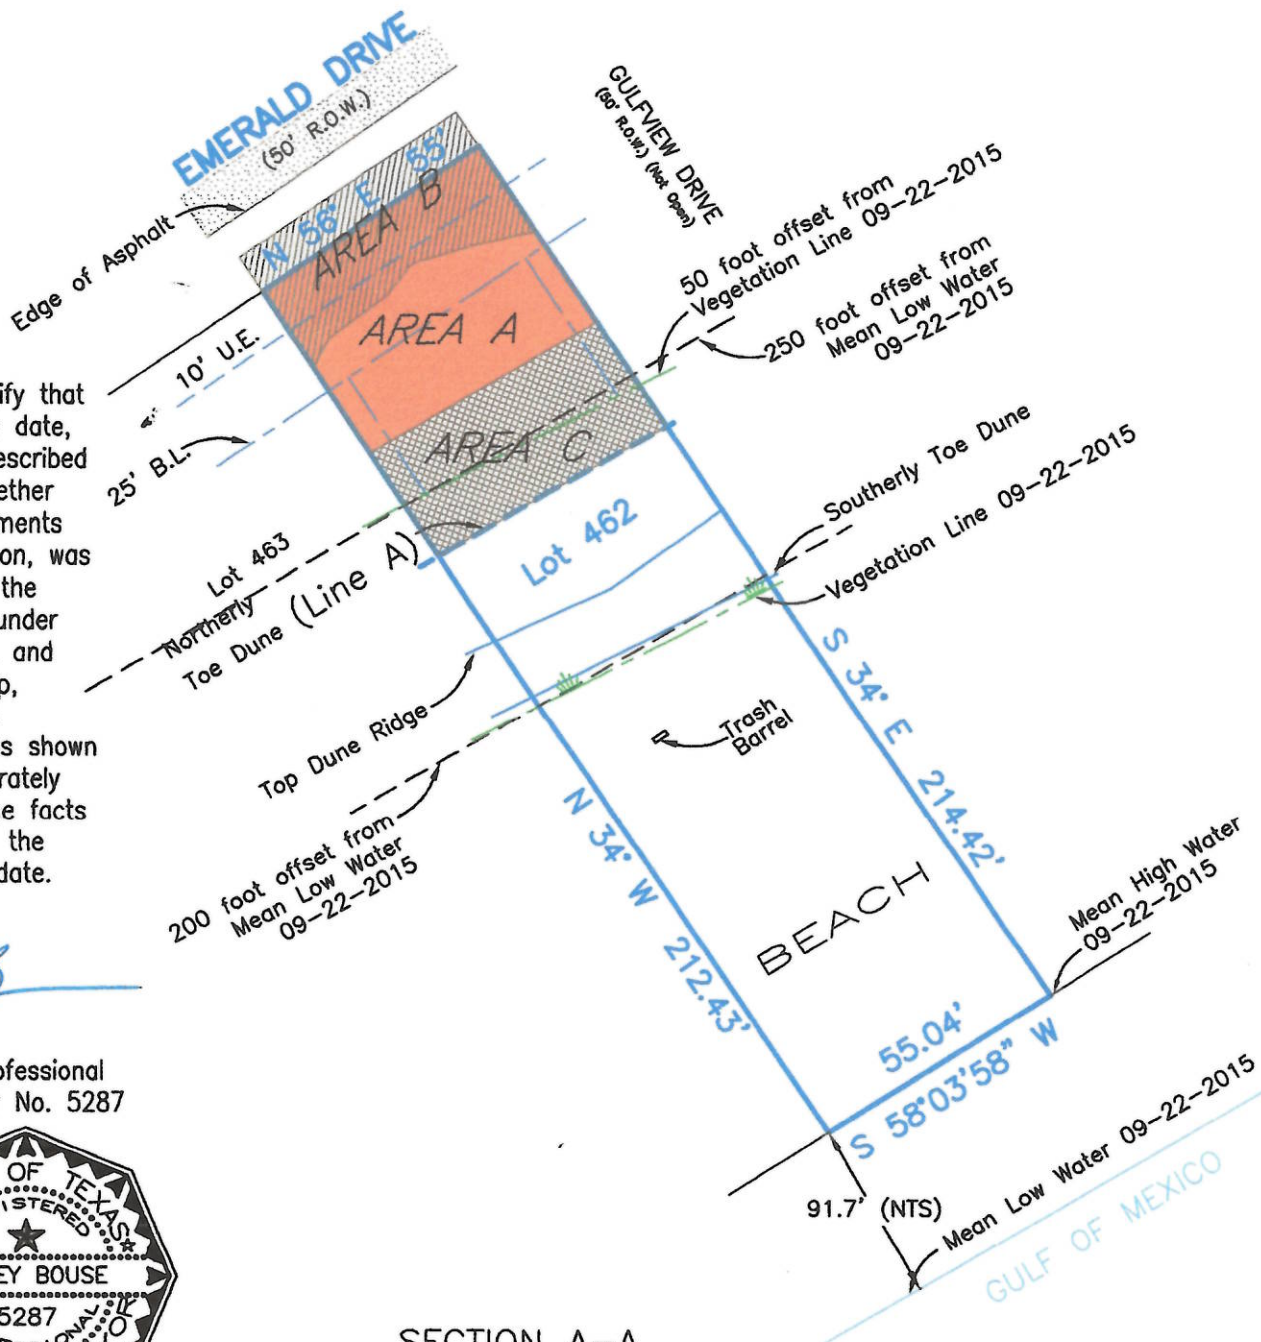 EMERALD DRIVE
(50' R.O.W.)
GULFVIEW DRIVE
(50' R.O.W.) (Not Open)
Edge of Asphalt
N 56° E 55'
AREA B
50 foot offset from
Vegetation Line 09-22-2015
250 foot offset from
Mean Low Water
09-22-2015
AREA A
10' U.E.
25' B.L.
AREA C
ify that
date,
escribed
ether
ments
on, was
the
under
and
p,
s shown
rately
e facts
the
date.
Lot 463
Northerly
Toe Dune (Line A)
Lot 462
Southerly Toe Dune
Vegetation Line 09-22-2015
Top Dune Ridge
Trash
Barrel
S 34° E 214.42'
200 foot offset from
Mean Low Water
09-22-2015
N 34° W 212.43'
BEACH
Mean High Water
09-22-2015
55.04'
S 58°03'58" W
91.7' (NTS)
Mean Low Water 09-22-2015
GULF OF MEXICO
ofessional
No. 5287
OF TEXAS
ISTERED
EY BOUSE
5287
ONAL
YOR
SECTION A-A